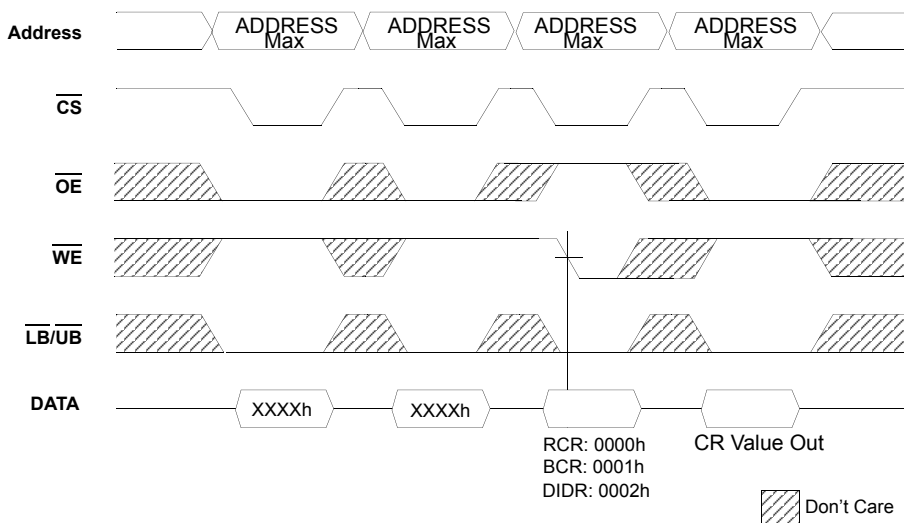 Address
ADDRESS Max
ADDRESS Max
ADDRESS Max
ADDRESS Max
CS
OE
WE
LB/UB
DATA
XXXXh
XXXXh
RCR: 0000h
BCR: 0001h
DIDR: 0002h
CR Value Out
Don't Care